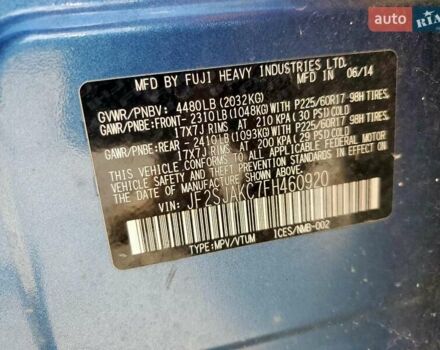 auto
RIA
MFD BY FUJI HEAVY INDUSTRIES LTD.
MFD IN 06/14
GVWR/PNBV: 4480LB (2032KG)
GAWR/PNBE:FRONT- 2310LB (1048KG)WITH P225/60R17 98H TIRES,
17X7J RIMS AT 210 KPA (30 PSI) COLD
GAWR/PNBE:REAR - 2410LB (1093KG)WITH P225/60R17 98H TIRES,
17X7J RIMS AT 200 KPA (29 PSI) COLD
THIS VEHICLE CONFORMS TO ALL APPLICABLE FEDERAL MOTOR
VEHICLE SAFETY AND THEFT PREVENTION STANDARDS IN EFFECT
ON THE DATE OF MANUFACTURE SHOWN ABOVE.
JF2SJAKC7FH460920
TYPE:MPV/VTUM
ICES/NMB-002